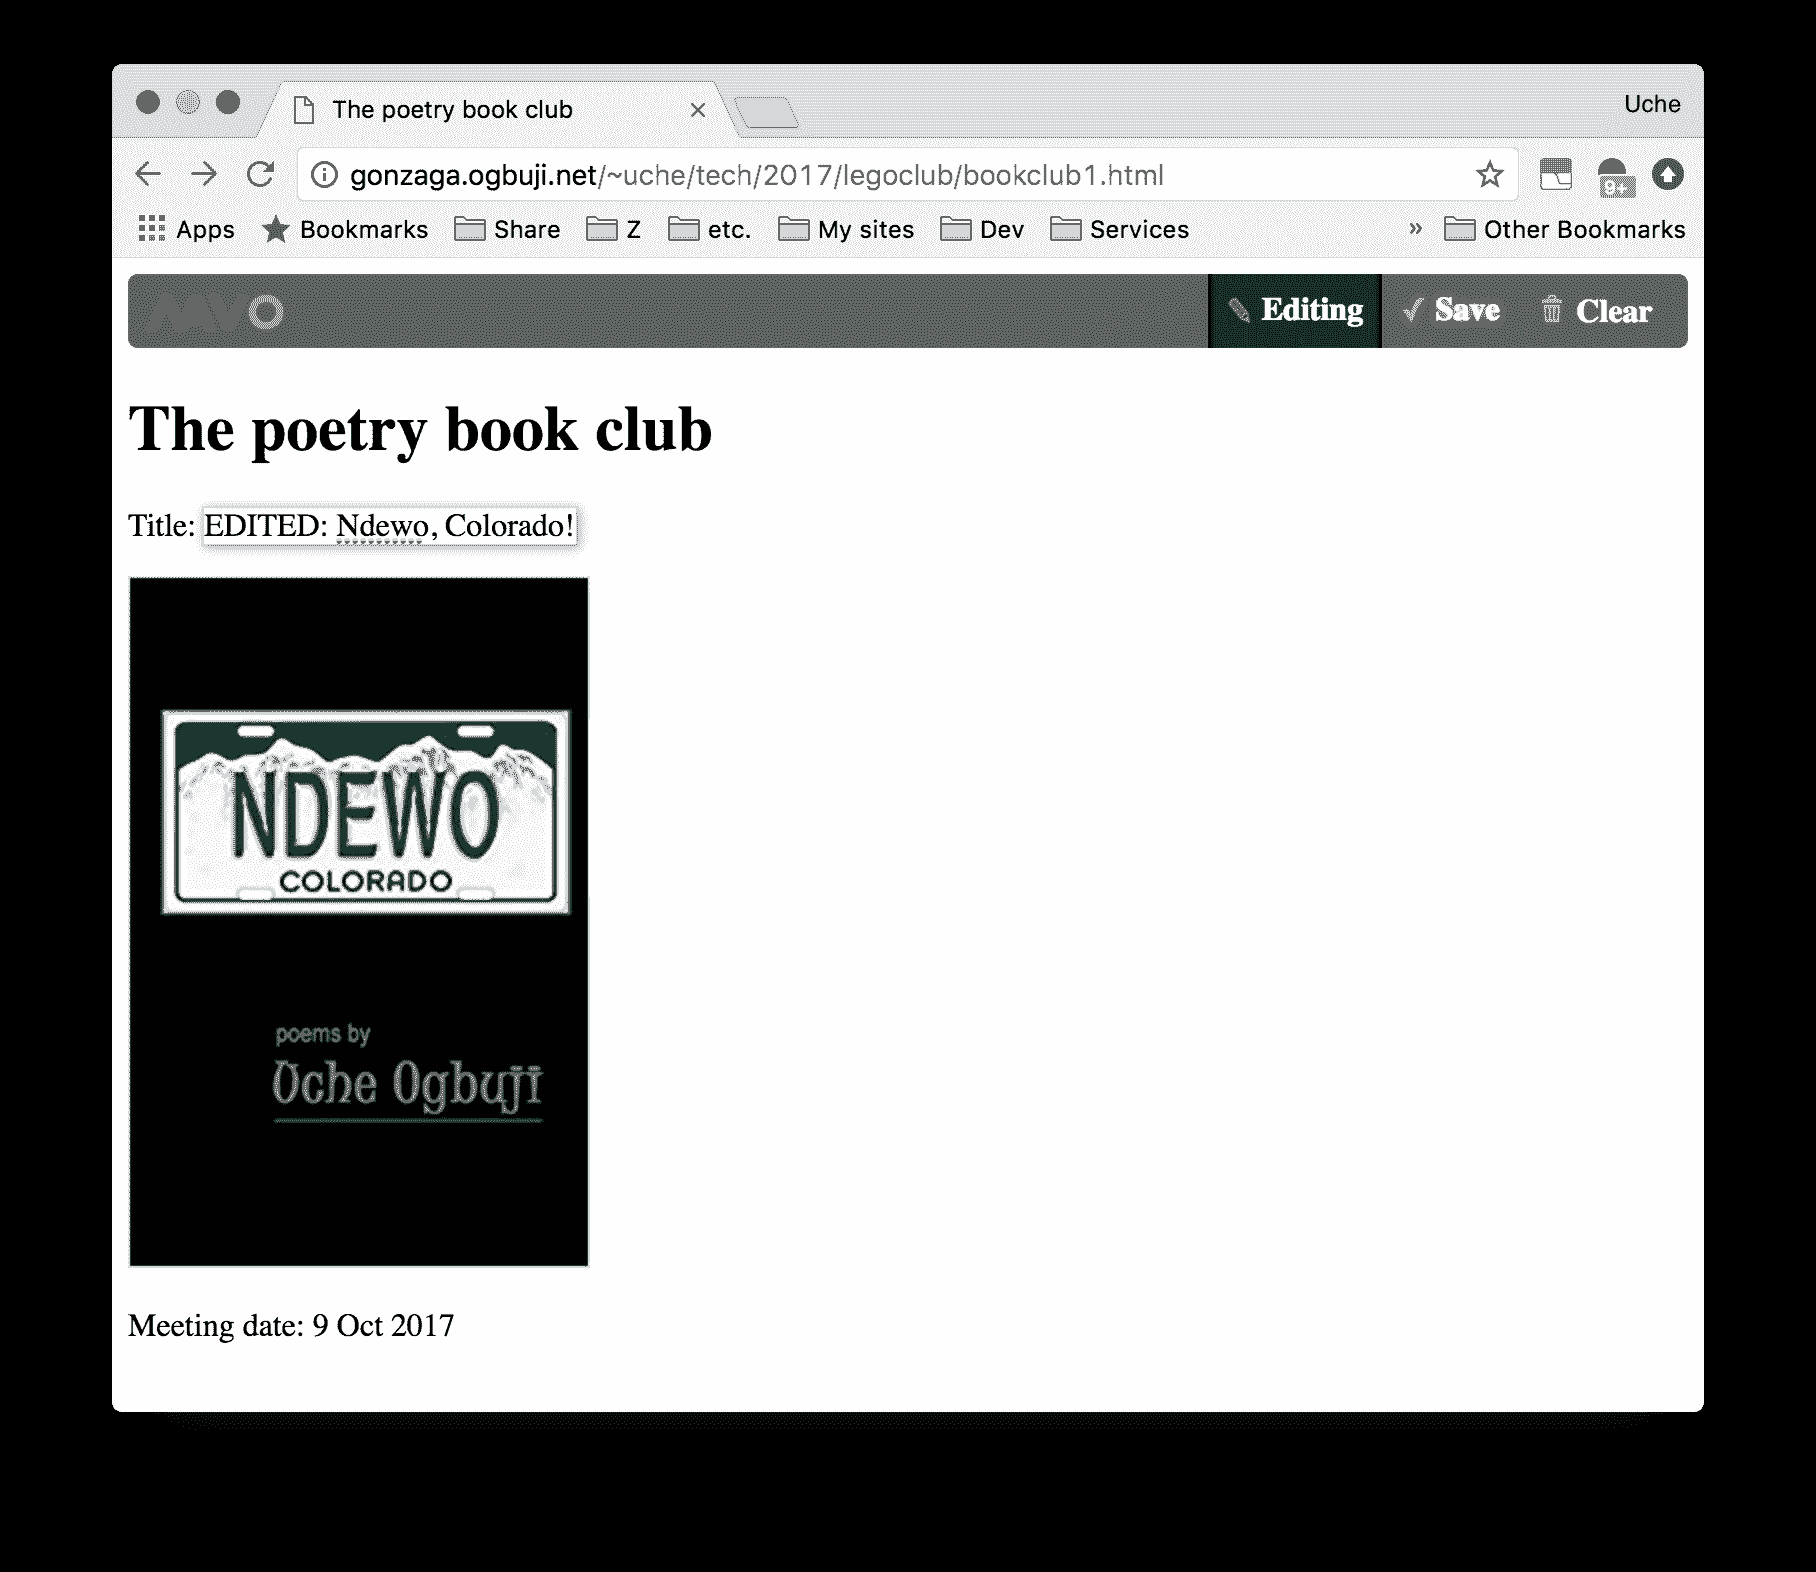 The poetry book club
Uche
gonzaga.ogbuji.net/~uche/tech/2017/legoclub/bookclub1.html
9+
Apps Bookmarks Share Z etc. My sites Dev Services » Other Bookmarks
MVO Editing Save Clear
The poetry book club
Title: EDITED: Ndewo, Colorado!
NDEWO
COLORADO
poems by
Uche Ogbuji
Meeting date: 9 Oct 2017